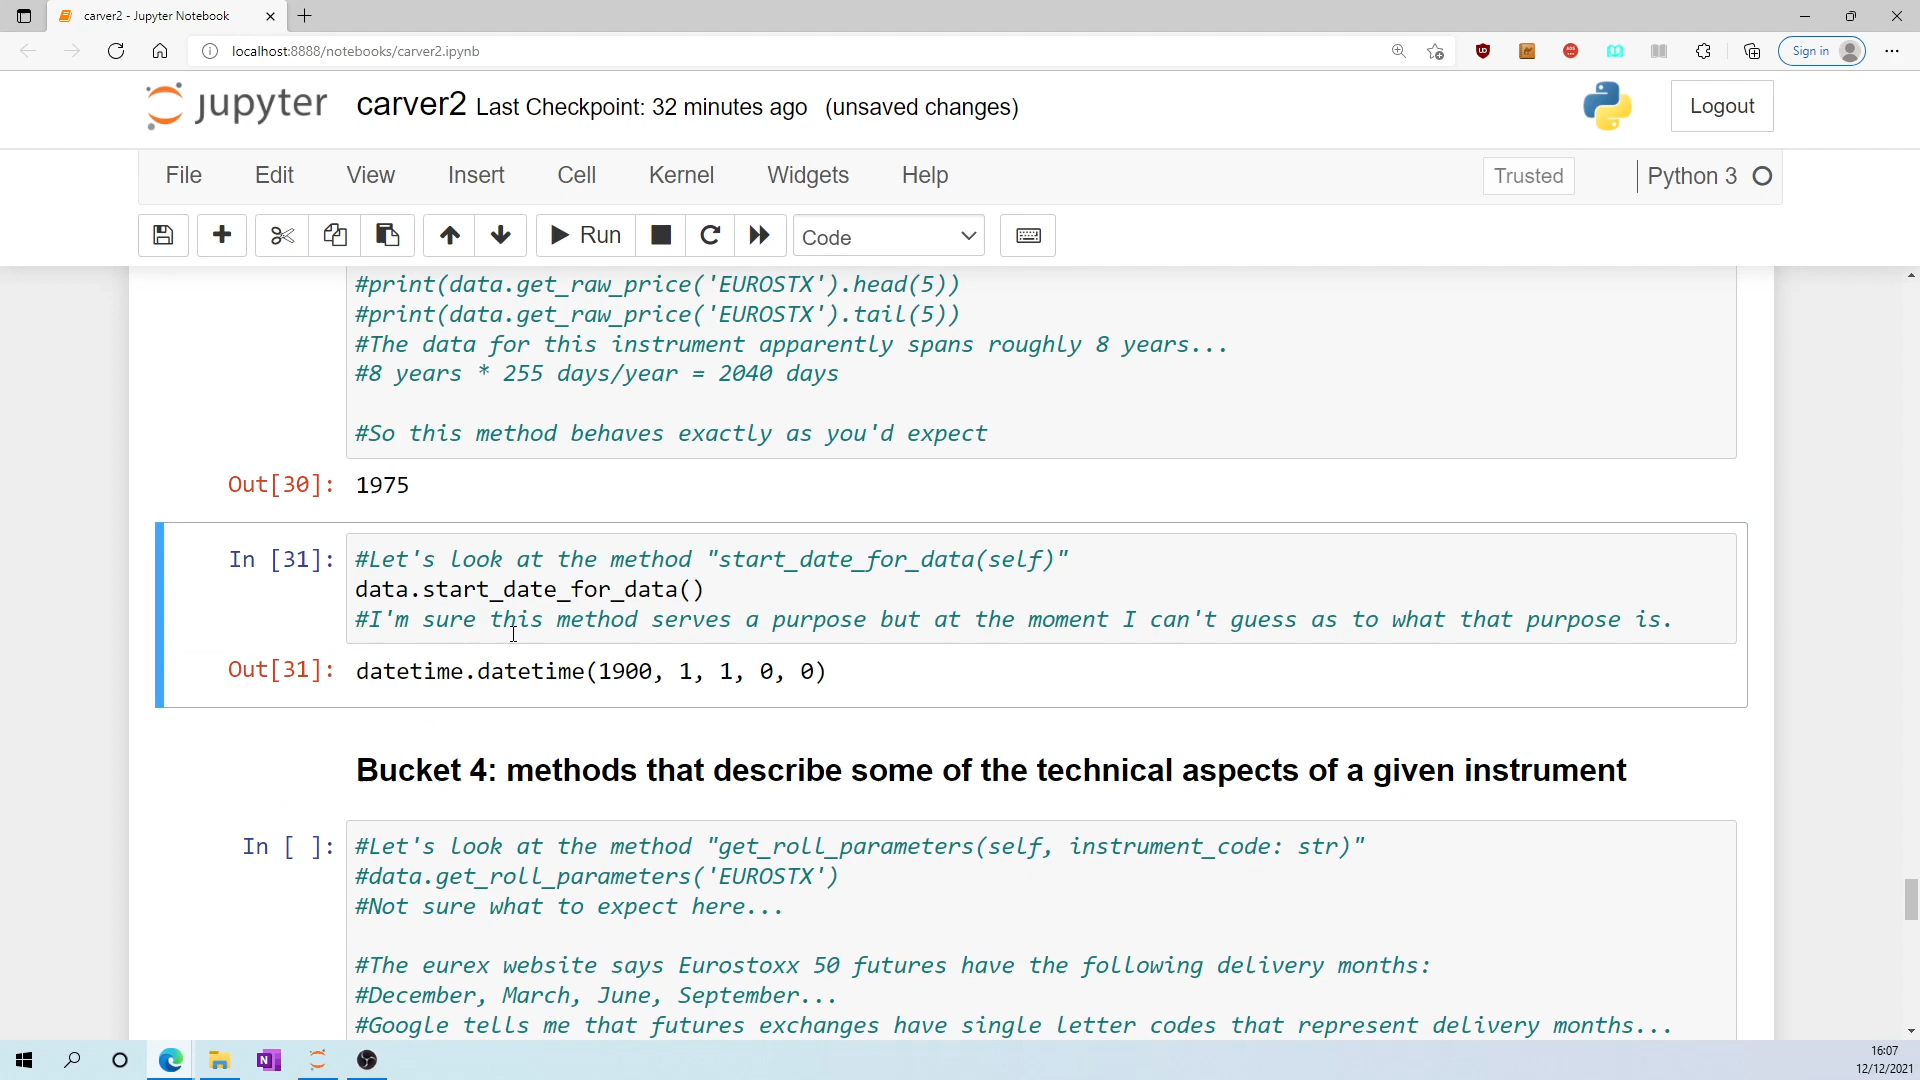 carver2 - Jupyter Notebook
localhost:8888/notebooks/carver2.ipynb
Sign in
jupyter carver2 Last Checkpoint: 32 minutes ago (unsaved changes)
Logout
File Edit View Insert Cell Kernel Widgets Help
Trusted
Python 3
Run
Code
#print(data.get_raw_price('EUROSTX').head(5))
#print(data.get_raw_price('EUROSTX').tail(5))
#The data for this instrument apparently spans roughly 8 years...
#8 years * 255 days/year = 2040 days
#So this method behaves exactly as you'd expect
Out[30]: 1975
In [31]: #Let's look at the method "start_date_for_data(self)"
data.start_date_for_data()
#I'm sure this method serves a purpose but at the moment I can't guess as to what that purpose is.
Out[31]: datetime.datetime(1900, 1, 1, 0, 0)
Bucket 4: methods that describe some of the technical aspects of a given instrument
In [ ]: #Let's look at the method "get_roll_parameters(self, instrument_code: str)"
#data.get_roll_parameters('EUROSTX')
#Not sure what to expect here...
#The eurex website says Eurostoxx 50 futures have the following delivery months:
#December, March, June, September...
#Google tells me that futures exchanges have single letter codes that represent delivery months...
16:07
12/12/2021